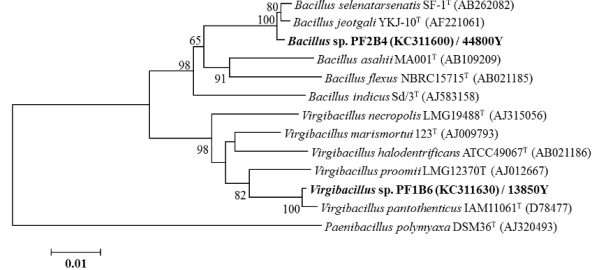 80
Bacillus selenatarsenatis SF-1ᵀ (AB262082)
100
Bacillus jeotgali YKJ-10ᵀ (AF221061)
65
Bacillus sp. PF2B4 (KC311600) / 44800Y
98
Bacillus asahii MA001ᵀ (AB109209)
91
Bacillus flexus NBRC15715ᵀ (AB021185)
Bacillus indicus Sd/3ᵀ (AJ583158)
Virgibacillus necropolis LMG19488ᵀ (AJ315056)
Virgibacillus marismortui 123ᵀ (AJ009793)
98
Virgibacillus halodentrificans ATCC49067ᵀ (AB021186)
Virgibacillus proomii LMG12370T (AJ012667)
82
Virgibacillus sp. PF1B6 (KC311630) / 13850Y
100
Virgibacillus pantothenticus IAM11061ᵀ (D78477)
Paenibacillus polymyxa DSM36ᵀ (AJ320493)
0.01